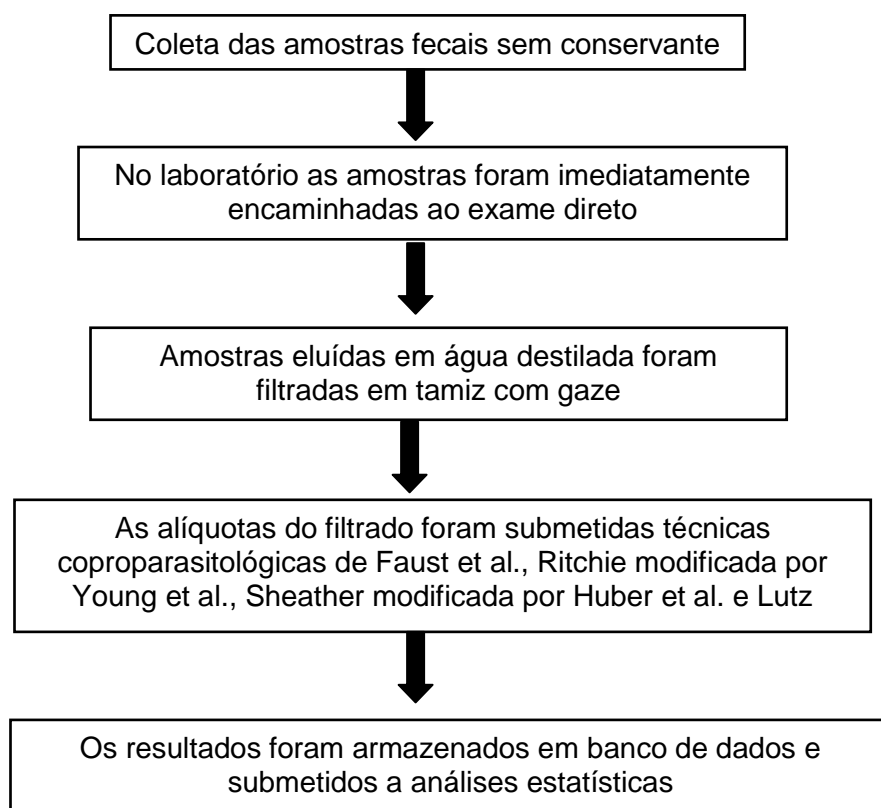 Coleta das amostras fecais sem conservante
No laboratório as amostras foram imediatamente
encaminhadas ao exame direto
Amostras eluídas em água destilada foram
filtradas em tamiz com gaze
As alíquotas do filtrado foram submetidas técnicas
coproparasitológicas de Faust et al., Ritchie modificada por
Young et al., Sheather modificada por Huber et al. e Lutz
Os resultados foram armazenados em banco de dados e
submetidos a análises estatísticas